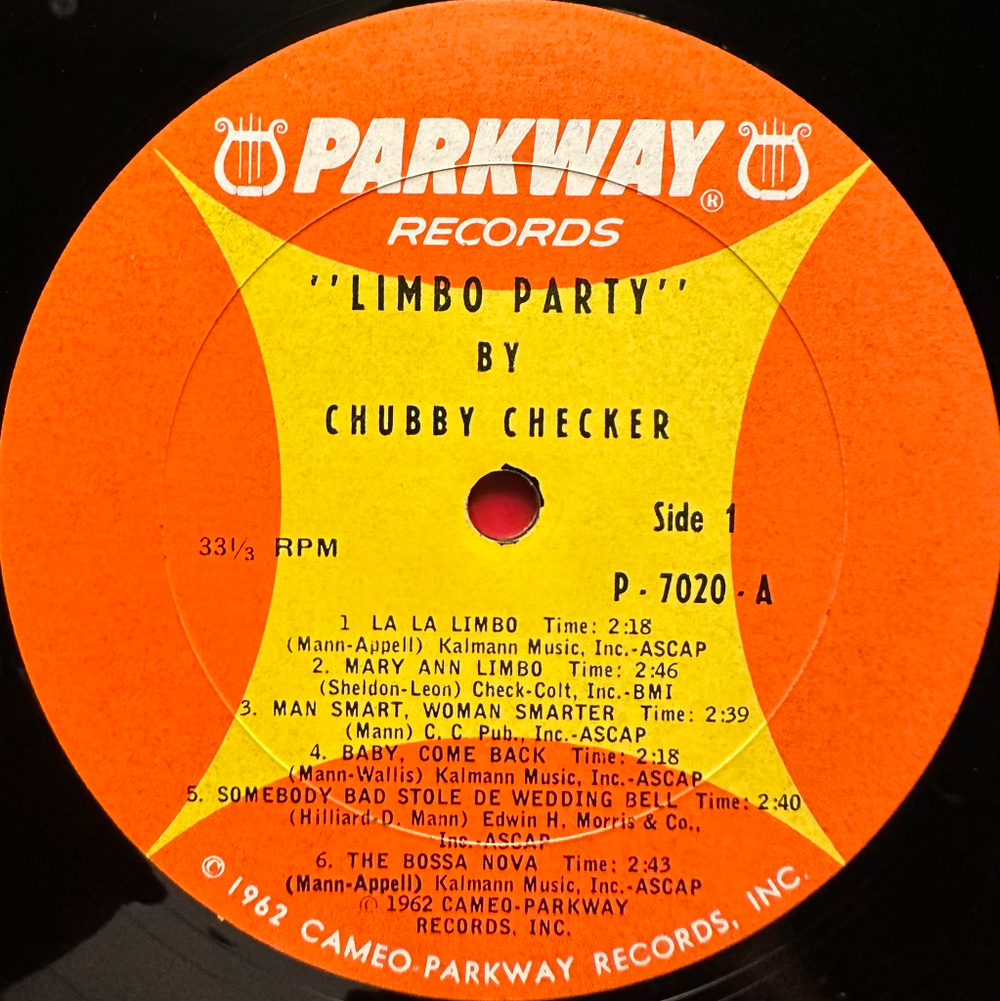 PARKWAY ®
RECORDS
''LIMBO PARTY''
BY
CHUBBY CHECKER
Side 1
33⅓ RPM
P - 7020 - A
1 LA LA LIMBO Time: 2:18
(Mann-Appell) Kalmann Music, Inc.-ASCAP
2. MARY ANN LIMBO Time: 2:46
(Sheldon-Leon) Check-Colt, Inc.-BMI
3. MAN SMART, WOMAN SMARTER Time: 2:39
(Mann) C. C. Pub., Inc.-ASCAP
4. BABY, COME BACK Time: 2:18
(Mann-Wallis) Kalmann Music, Inc.-ASCAP
5. SOMEBODY BAD STOLE DE WEDDING BELL Time: 2:40
(Hilliard-D. Mann) Edwin H. Morris & Co.,
Inc.-ASCAP
6. THE BOSSA NOVA Time: 2:43
(Mann-Appell) Kalmann Music, Inc.-ASCAP
© 1962 CAMEO-PARKWAY
RECORDS, INC.
© 1962 CAMEO-PARKWAY RECORDS, INC.